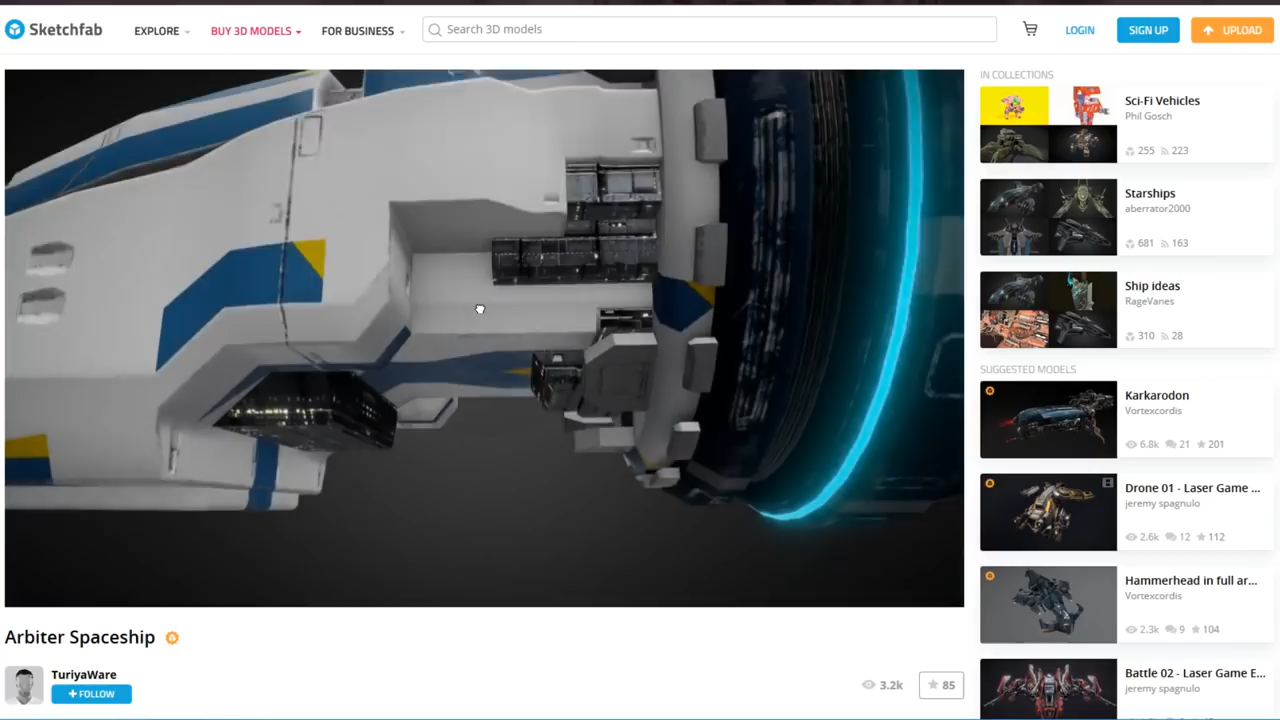 Sketchfab
EXPLORE
BUY 3D MODELS
FOR BUSINESS
Search 3D models
LOGIN
SIGN UP
UPLOAD
IN COLLECTIONS
Sci-Fi Vehicles
Phil Gosch
255 223
Starships
aberrator2000
681 163
Ship ideas
RageVanes
310 28
SUGGESTED MODELS
Karkarodon
Vortexcordis
6.8k 21 201
Drone 01 - Laser Game ...
jeremy spagnulo
2.6k 12 112
Hammerhead in full ar...
Vortexcordis
2.3k 9 104
Battle 02 - Laser Game E...
jeremy spagnulo
Arbiter Spaceship
TuriyaWare
+ FOLLOW
3.2k
85